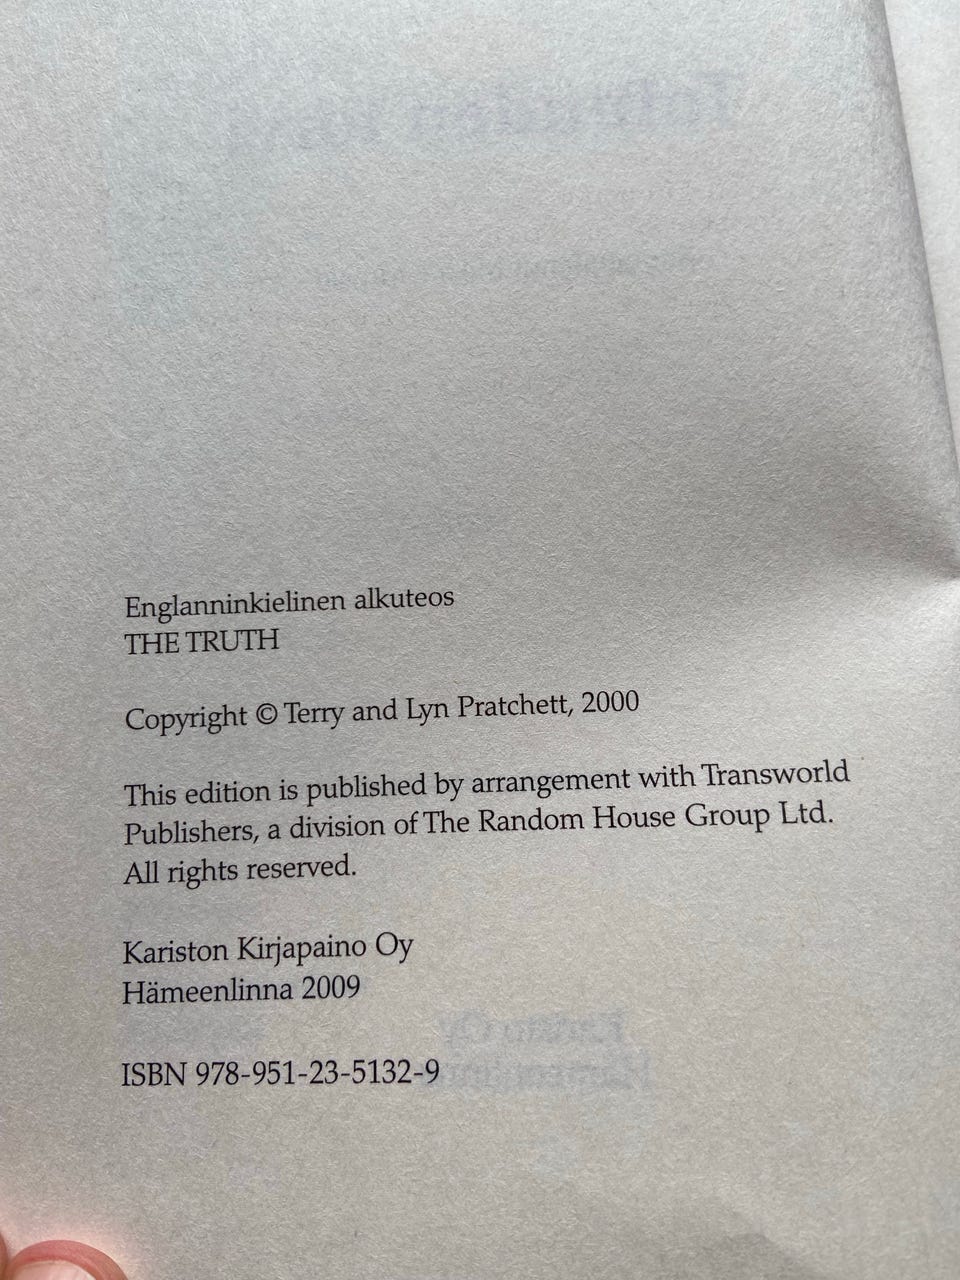 Englanninkielinen alkuteos
THE TRUTH
Copyright © Terry and Lyn Pratchett, 2000
This edition is published by arrangement with Transworld
Publishers, a division of The Random House Group Ltd.
All rights reserved.
Kariston Kirjapaino Oy
Hämeenlinna 2009
ISBN 978-951-23-5132-9